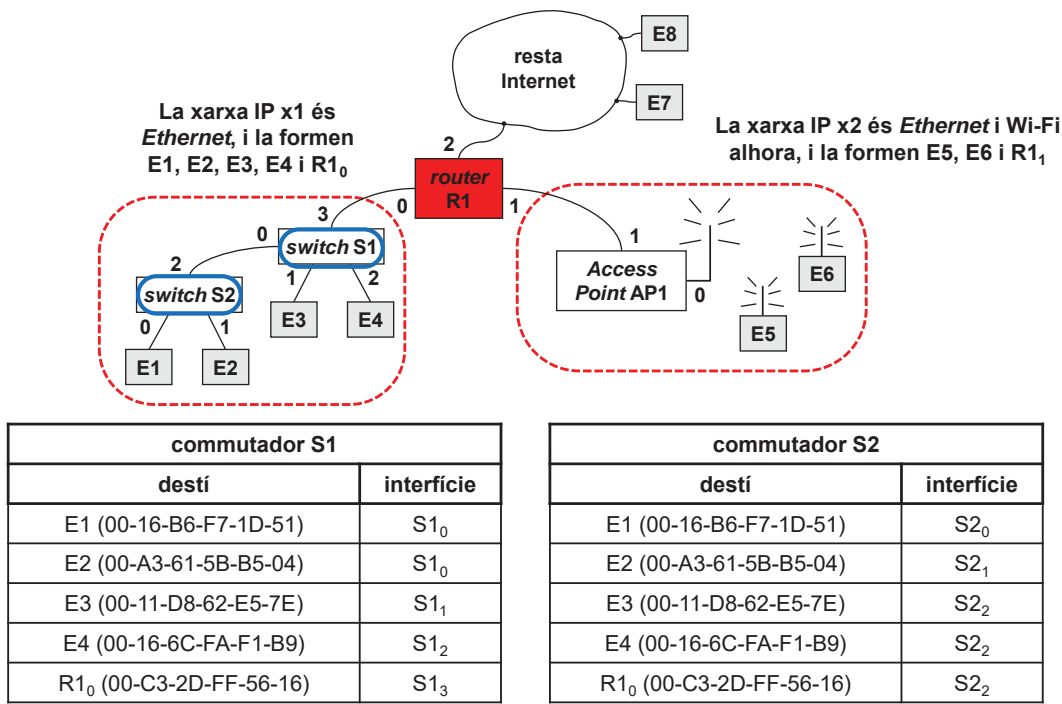 E8
resta
Internet
E7
La xarxa IP x1 és
Ethernet, i la formen
E1, E2, E3, E4 i R1₀
La xarxa IP x2 és Ethernet i Wi-Fi
alhora, i la formen E5, E6 i R1₁
2
router
R1
0
1
3
0
switch S1
1
2
2
switch S2
0
1
E3
E4
E1
E2
1
Access
Point AP1
0
E6
E5
commutador S1
destí interfície
E1 (00-16-B6-F7-1D-51) S1₀
E2 (00-A3-61-5B-B5-04) S1₀
E3 (00-11-D8-62-E5-7E) S1₁
E4 (00-16-6C-FA-F1-B9) S1₂
R1₀ (00-C3-2D-FF-56-16) S1₃
commutador S2
destí interfície
E1 (00-16-B6-F7-1D-51) S2₀
E2 (00-A3-61-5B-B5-04) S2₁
E3 (00-11-D8-62-E5-7E) S2₂
E4 (00-16-6C-FA-F1-B9) S2₂
R1₀ (00-C3-2D-FF-56-16) S2₂